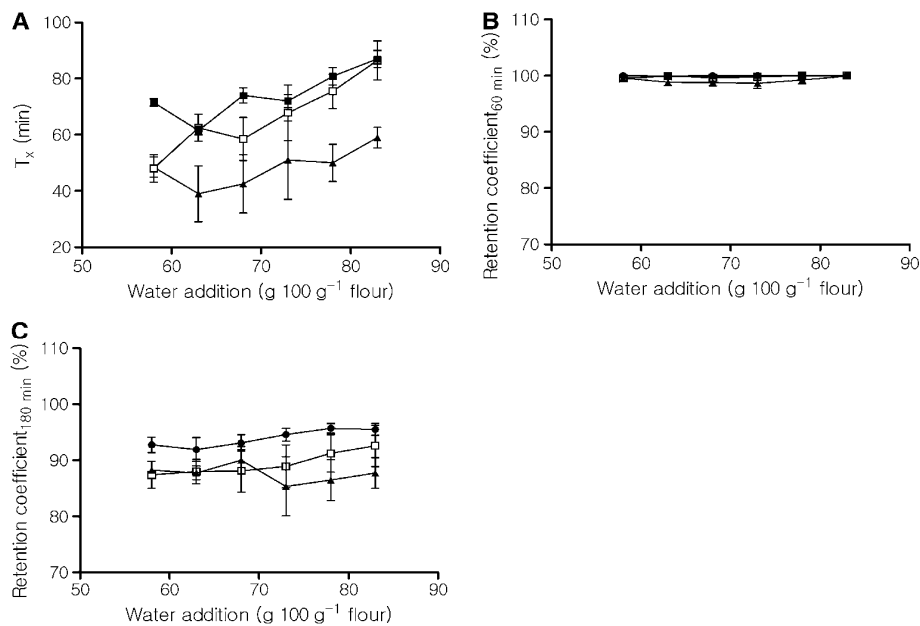 A
100
80
60
40
20
Tₓ (min)
50 60 70 80 90
Water addition (g 100 g⁻¹ flour)
B
110
100
90
80
70
Retention coefficient₆₀ ₘᵢₙ (%)
50 60 70 80 90
Water addition (g 100 g⁻¹ flour)
C
110
100
90
80
70
Retention coefficient₁₈₀ ₘᵢₙ (%)
50 60 70 80 90
Water addition (g 100 g⁻¹ flour)